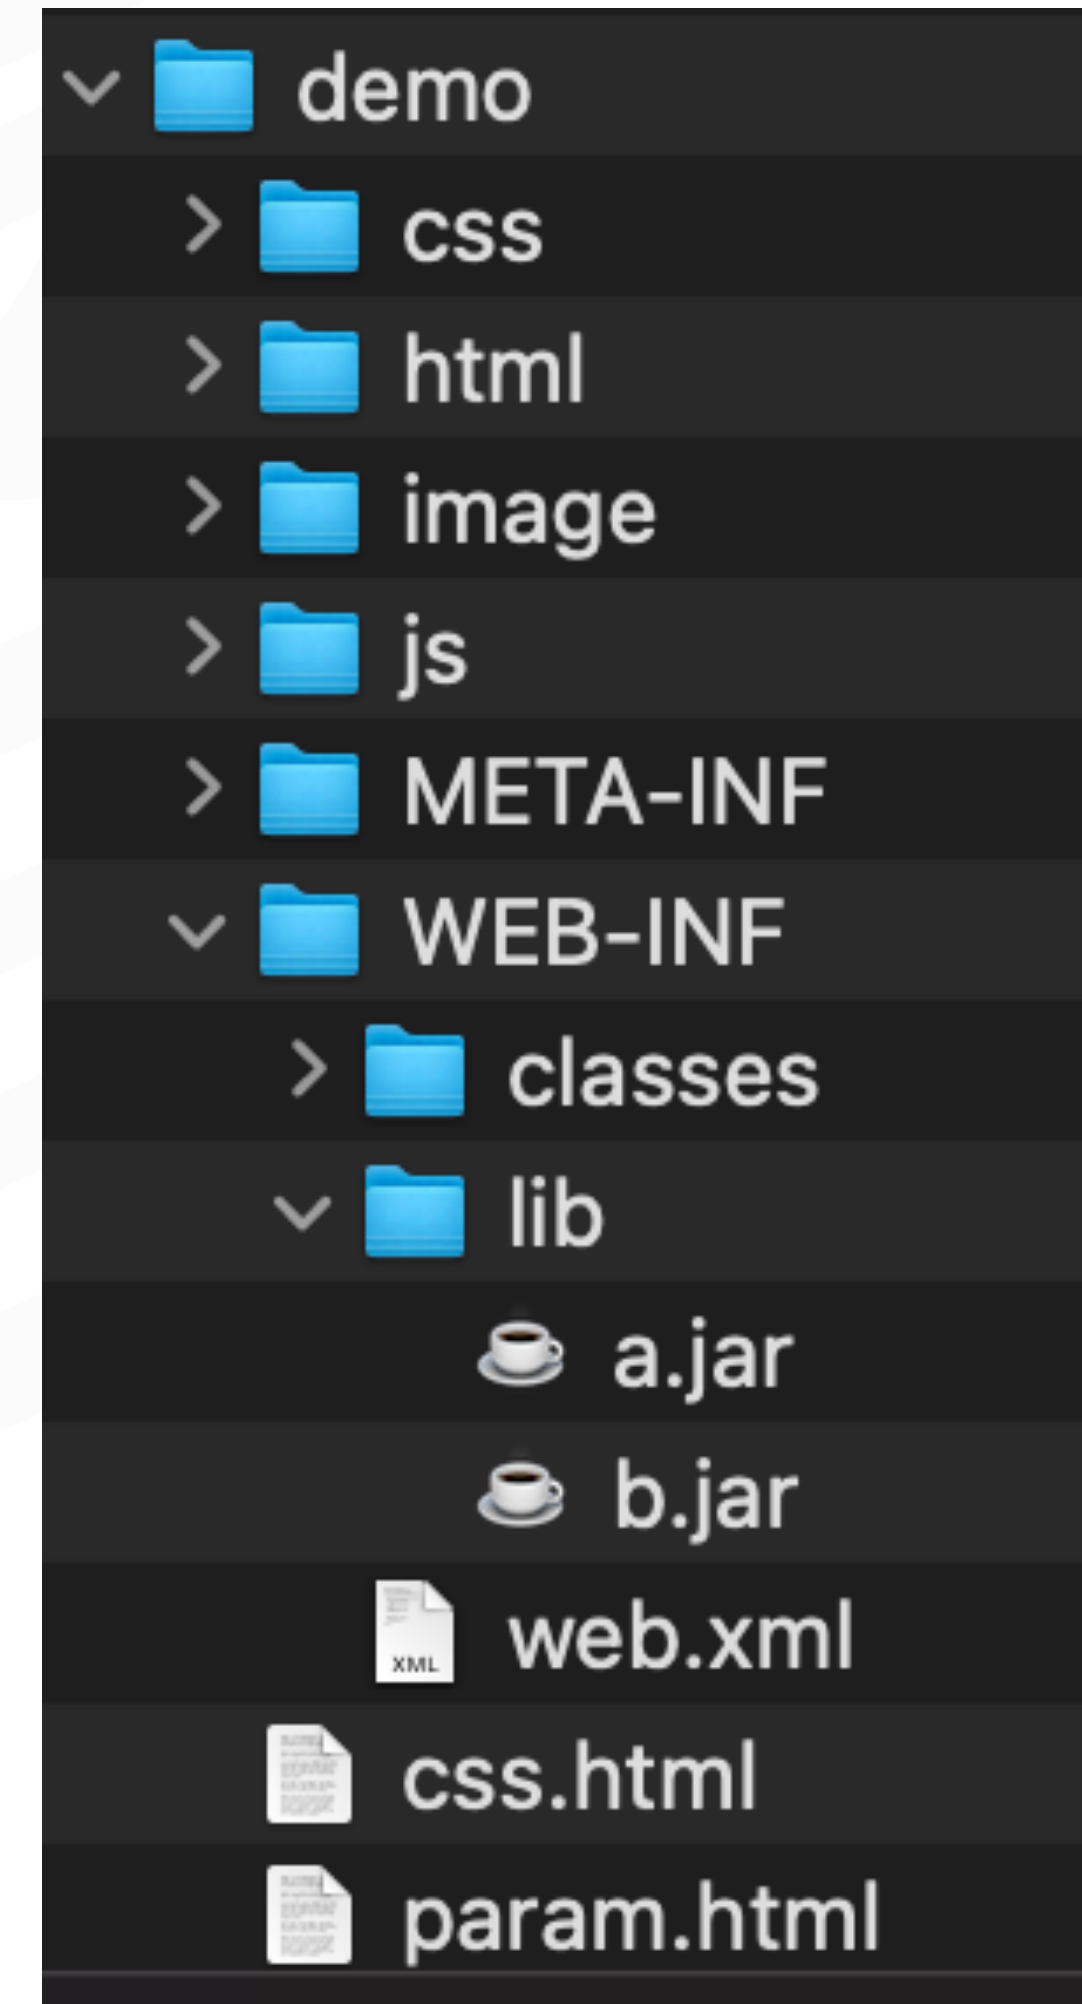 demo
css
html
image
js
META-INF
WEB-INF
classes
lib
a.jar
b.jar
XML
web.xml
css.html
param.html